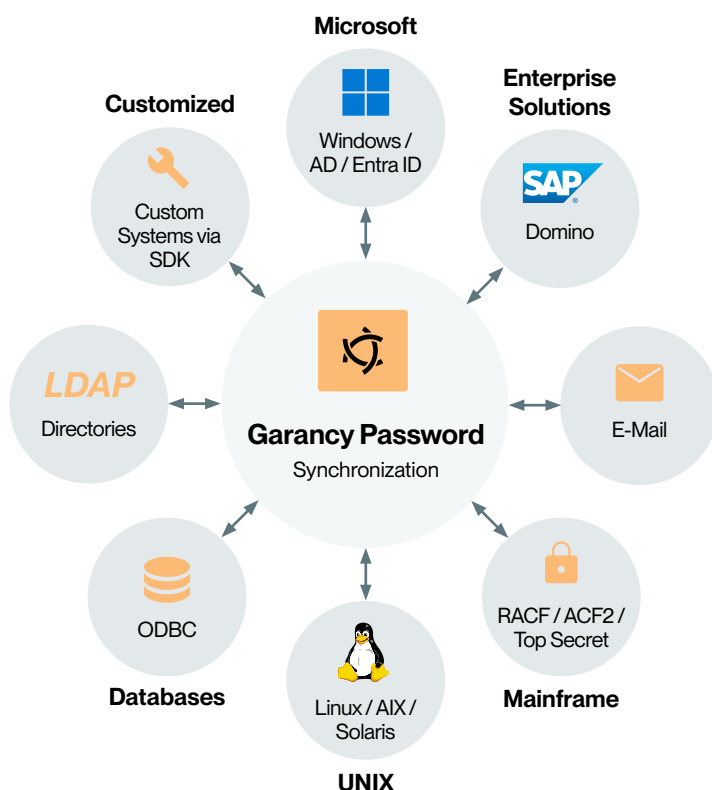 Microsoft
Windows /
AD / Entra ID
Enterprise
Solutions
SAP
®
Domino
Customized
Custom
Systems via
SDK
LDAP
Directories
Garancy Password
Synchronization
E-Mail
ODBC
Databases
RACF / ACF2 /
Top Secret
Mainframe
Linux / AIX /
Solaris
UNIX